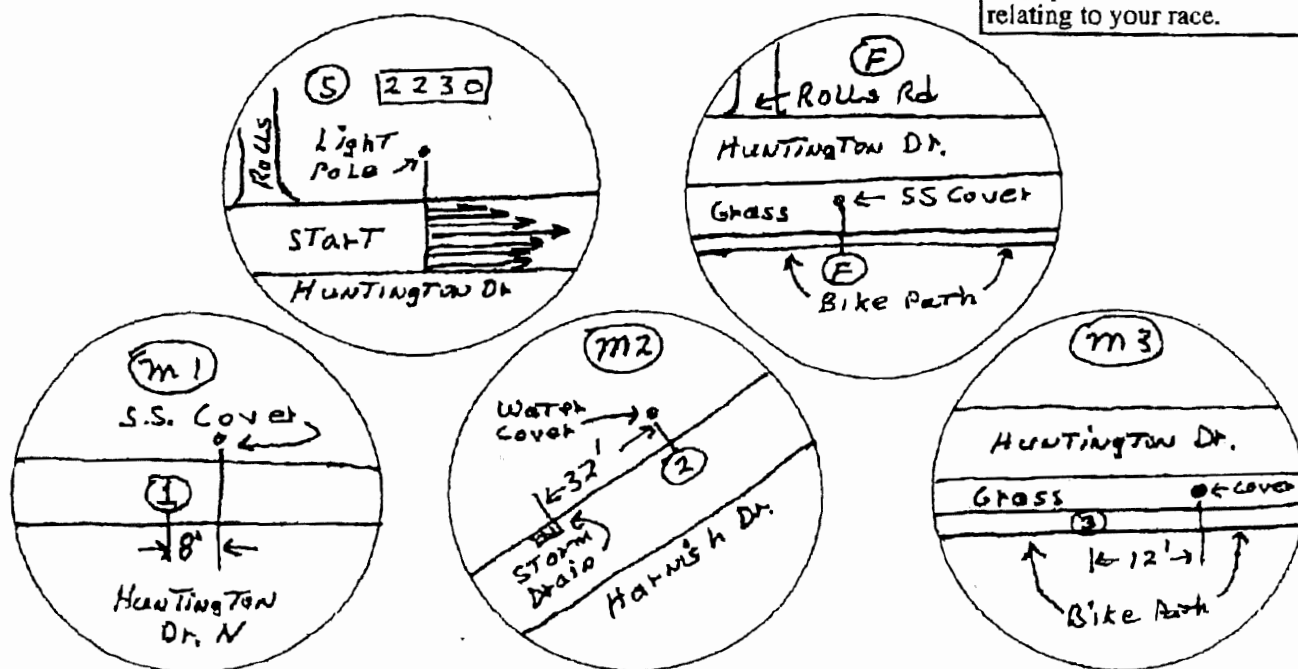 relating to your race.
S 2230
Rolls
Light
Pole
START
HUNTINGTON Dr
F
Rolls Rd
HUNTINGTON Dr.
Grass
SS Cover
F
Bike Path
m 1
S.S. Cover
1
8'
HUNTINGTON
Dr. N
m2
Water
Cover
32'
2
STorm
Drain
Harnish Dr.
m 3
HUNTINGTON Dr.
Grass
cover
3
12'
Bike Path